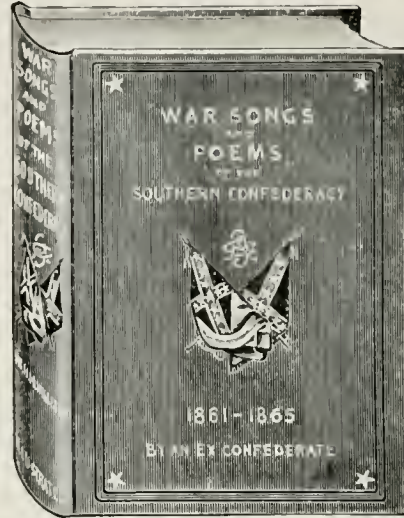 WAR
SONGS
AND
POEMS
OF THE
SOUTHERN
CONFEDERACY
WAR SONGS
AND
POEMS
OF THE
SOUTHERN CONFEDERACY
1861-1865
BY AN EX CONFEDERATE